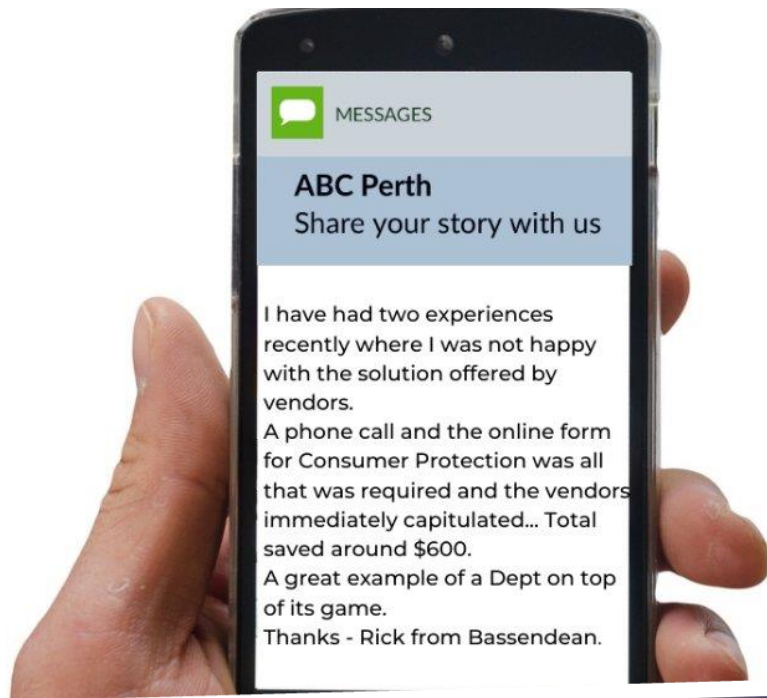 MESSAGES
ABC Perth
Share your story with us
I have had two experiences
recently where I was not happy
with the solution offered by
vendors.
A phone call and the online form
for Consumer Protection was all
that was required and the vendors
immediately capitulated... Total
saved around $600.
A great example of a Dept on top
of its game.
Thanks - Rick from Bassendean.